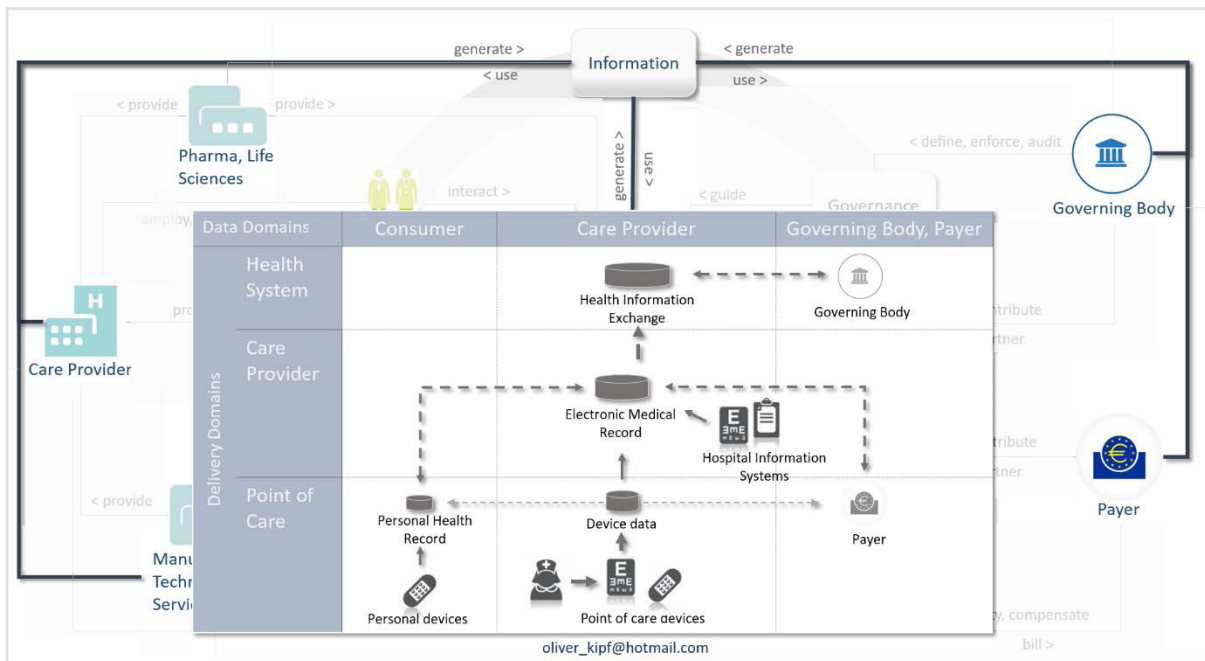 generate >
< generate
Information
< use
use >
< provide
provide >
Pharma, Life
Sciences
generate >
use >
< define, enforce, audit
interact >
< guide
Governance
Governing Body
employ,
Data Domains
Consumer
Care Provider
Governing Body, Payer
Delivery Domains
Health
System
Health Information
Exchange
Governing Body
Care
Provider
Electronic Medical
Record
Hospital Information
Systems
Point of
Care
Personal Health
Record
Device data
Payer
Personal devices
Point of care devices
H
Care Provider
< provide
Manu
Techn
Servi
ntribute
rtner
tribute
rtner
Payer
, compensate
bill >
oliver_kipf@hotmail.com